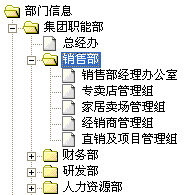 部门信息
集团职能部
总经办
销售部
销售部经理办公室
专卖店管理组
家居卖场管理组
经销商管理组
直销及项目管理组
财务部
研发部
人力资源部